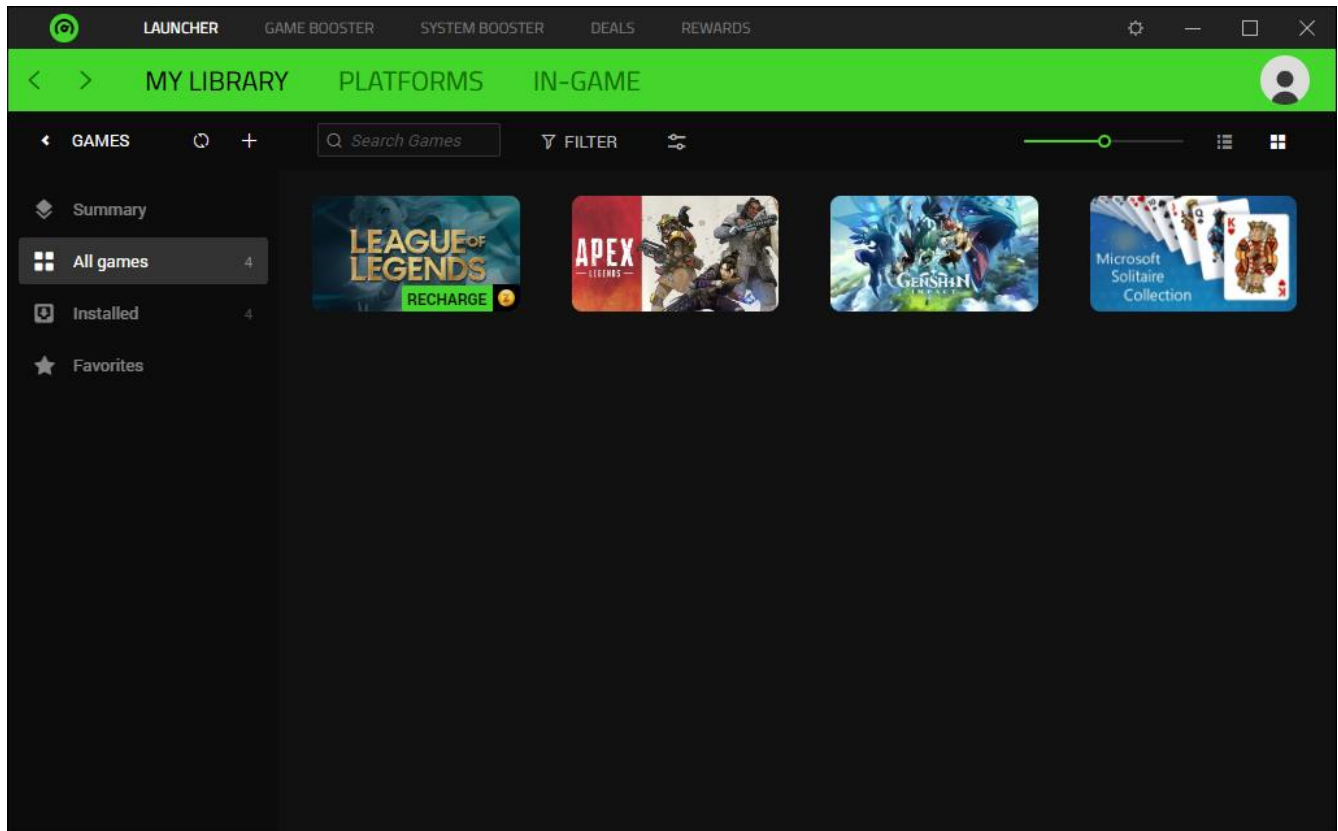 LAUNCHER GAME BOOSTER SYSTEM BOOSTER DEALS REWARDS
MY LIBRARY PLATFORMS IN-GAME
GAMES Search Games FILTER
Summary
All games 4
Installed 4
Favorites
LEAGUE OF
LEGENDS
RECHARGE
APEX
LEGENDS
GENSHIN
IMPACT
Microsoft
Solitaire
Collection
K
Q
K